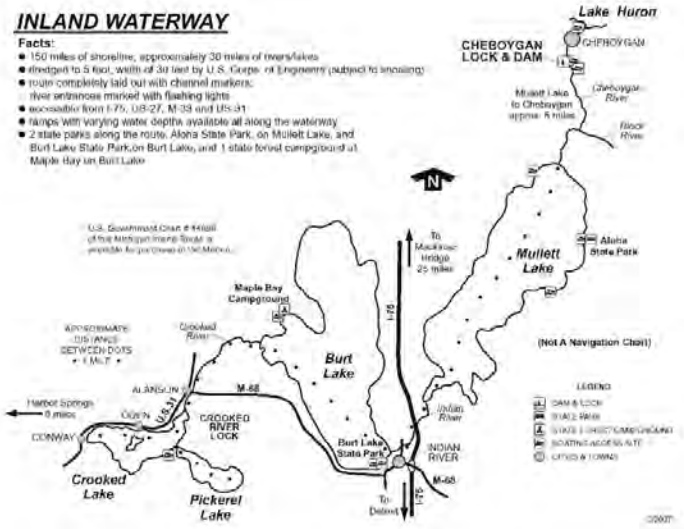 INLAND WATERWAY
Facts:
● 150 miles of shoreline, approximately 30 miles of rivers/lakes
● dredged to 5 foot, width of 30 feet by U.S. Corps. of Engineers (subject to
● route completely laid out with channel markers;
river entrances marked with flashing lights
● accessible from I-75, US-27, M-33 and US-31
● ramps with varying water depths available all along the waterway
● 2 state parks along the route, Aloha State Park, on Mullett Lake, and
Burt Lake State Park, on Burt Lake, and 1 state forest campground at
Maple Bay on Burt Lake
U.S. Government Chart #
of the
available for purchase
Lake Huron
CHEBOYGAN
CHEBOYGAN
LOCK & DAM
Mullett Lake
to Cheboygan
approx. 6 miles
Cheboygan
River
Black
River
N
To
Mackinac
Bridge
25 miles
Mullett
Lake
Aloha
State Park
Maple Bay
Campground
I-75
(Not A Navigation Chart)
Crooked
River
APPROXIMATE
DISTANCE
BETWEEN DOTS
1 MILE
Burt
Lake
Harbor Springs
ALANSON
M-68
U.S.31
ODEN
CONWAY
CROOKED
RIVER
LOCK
Indian
River
Burt Lake
State Park
INDIAN
RIVER
M-68
Crooked
Lake
Pickerel
Lake
To
Detroit
I-75
LEGEND
DAM & LOCK
STATE PARK
STATE FOREST CAMPGROUND
BOATING ACCESS SITE
CITIES & TOWNS